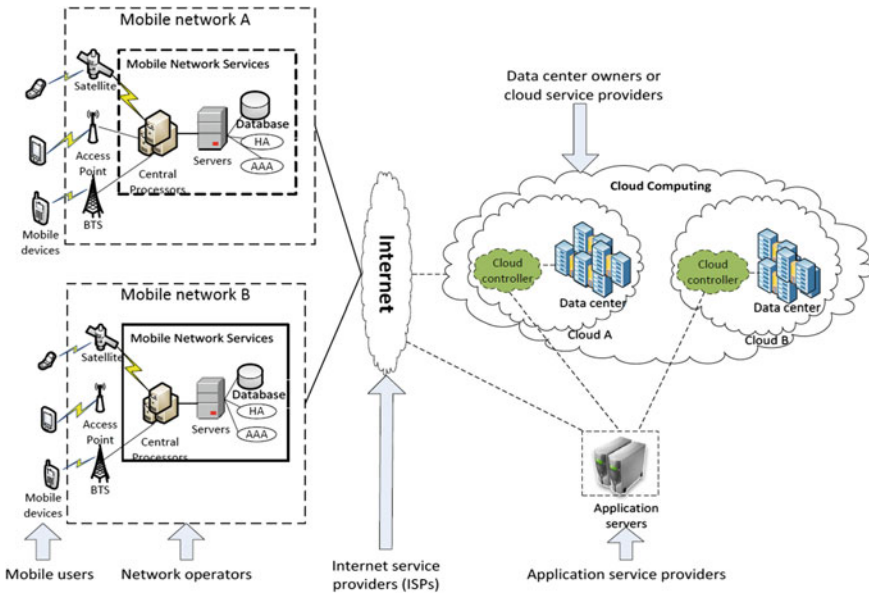 Mobile network A
Mobile Network Services
Satellite
Database
HA
AAA
Access
Point
Servers
Central
Processors
BTS
Mobile
devices
Mobile network B
Mobile Network Services
Satellite
Database
HA
AAA
Access
Point
Servers
Central
Processors
BTS
Mobile
devices
Mobile users
Network operators
Internet
Internet service
providers (ISPs)
Data center owners or
cloud service providers
Cloud Computing
Cloud
controller
Data center
Cloud A
Cloud
controller
Data center
Cloud B
Application
servers
Application service providers